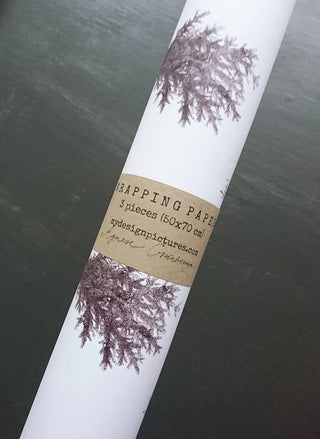 WRAPPING PAPER
3 pieces (50x70 cm)
mydesignpictures.com